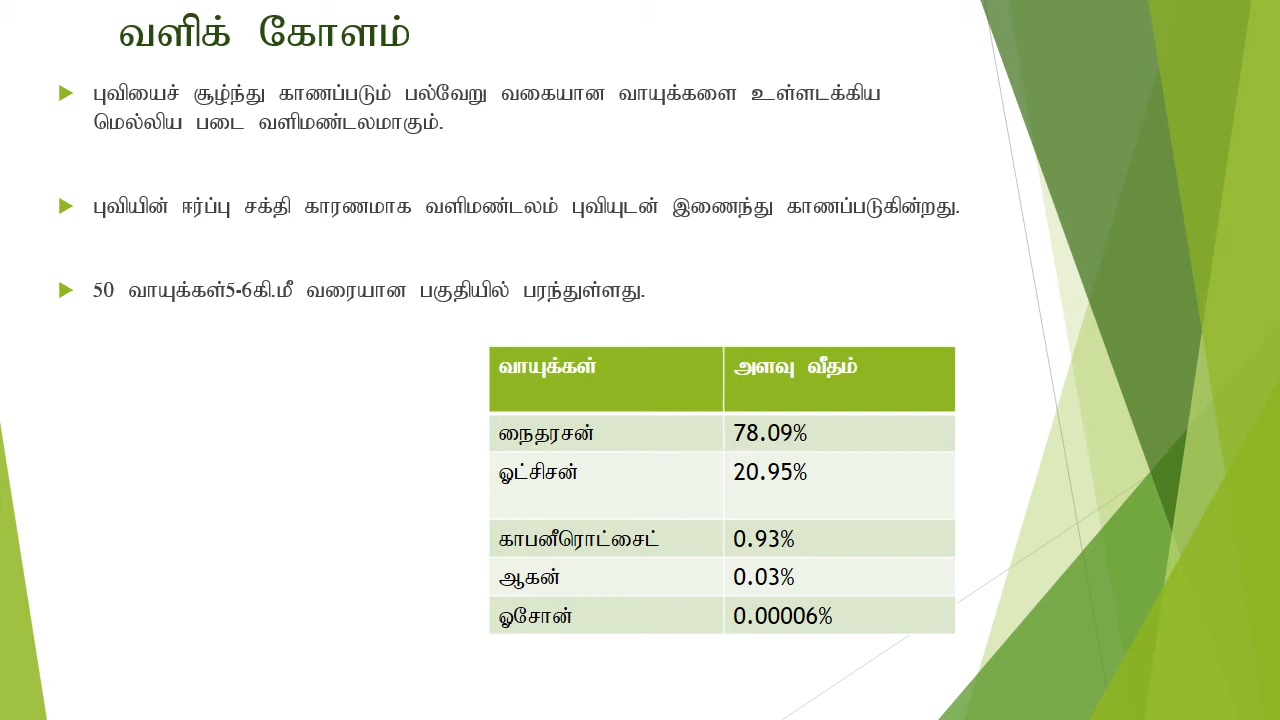 வளிக் கோளம்
புவியைச் சூழ்ந்து காணப்படும் பல்வேறு வகையான வாயுக்களை உள்ளடக்கிய
மெல்லிய படை வளிமண்டலமாகும்.
புவியின் ஈர்ப்பு சக்தி காரணமாக வளிமண்டலம் புவியுடன் இணைந்து காணப்படுகின்றது.
50 வாயுக்கள்5-6கி.மீ வரையான பகுதியில் பரந்துள்ளது.
வாயுக்கள் அளவு வீதம்
நைதரசன் 78.09%
ஓட்சிசன் 20.95%
காபனீரொட்சைட் 0.93%
ஆகன் 0.03%
ஓசோன் 0.00006%